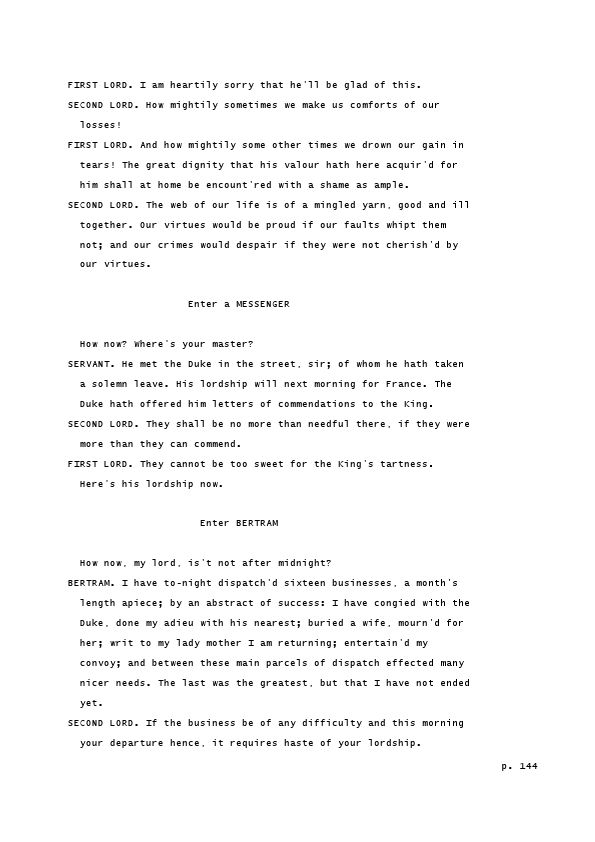 FIRST LORD. I am heartily sorry that he'll be glad of this.
SECOND LORD. How mightily sometimes we make us comforts of our
losses!
FIRST LORD. And how mightily some other times we drown our gain in
tears! The great dignity that his valour hath here acquir'd for
him shall at home be encount'red with a shame as ample.
SECOND LORD. The web of our life is of a mingled yarn, good and ill
together. Our virtues would be proud if our faults whipt them
not; and our crimes would despair if they were not cherish'd by
our virtues.
Enter a MESSENGER
How now? Where's your master?
SERVANT. He met the Duke in the street, sir; of whom he hath taken
a solemn leave. His lordship will next morning for France. The
Duke hath offered him letters of commendations to the King.
SECOND LORD. They shall be no more than needful there, if they were
more than they can commend.
FIRST LORD. They cannot be too sweet for the King's tartness.
Here's his lordship now.
Enter BERTRAM
How now, my lord, is't not after midnight?
BERTRAM. I have to-night dispatch'd sixteen businesses, a month's
length apiece; by an abstract of success: I have congied with the
Duke, done my adieu with his nearest; buried a wife, mourn'd for
her; writ to my lady mother I am returning; entertain'd my
convoy; and between these main parcels of dispatch effected many
nicer needs. The last was the greatest, but that I have not ended
yet.
SECOND LORD. If the business be of any difficulty and this morning
your departure hence, it requires haste of your lordship.
p. 144